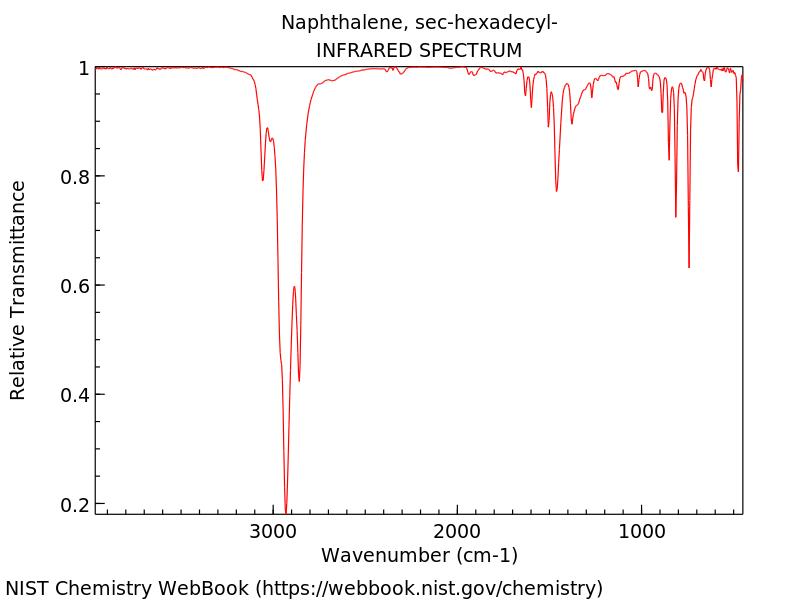 Naphthalene, sec-hexadecyl-
INFRARED SPECTRUM
1
0.8
0.6
0.4
0.2
Relative Transmittance
3000 2000 1000
Wavenumber (cm-1)
NIST Chemistry WebBook (https://webbook.nist.gov/chemistry)